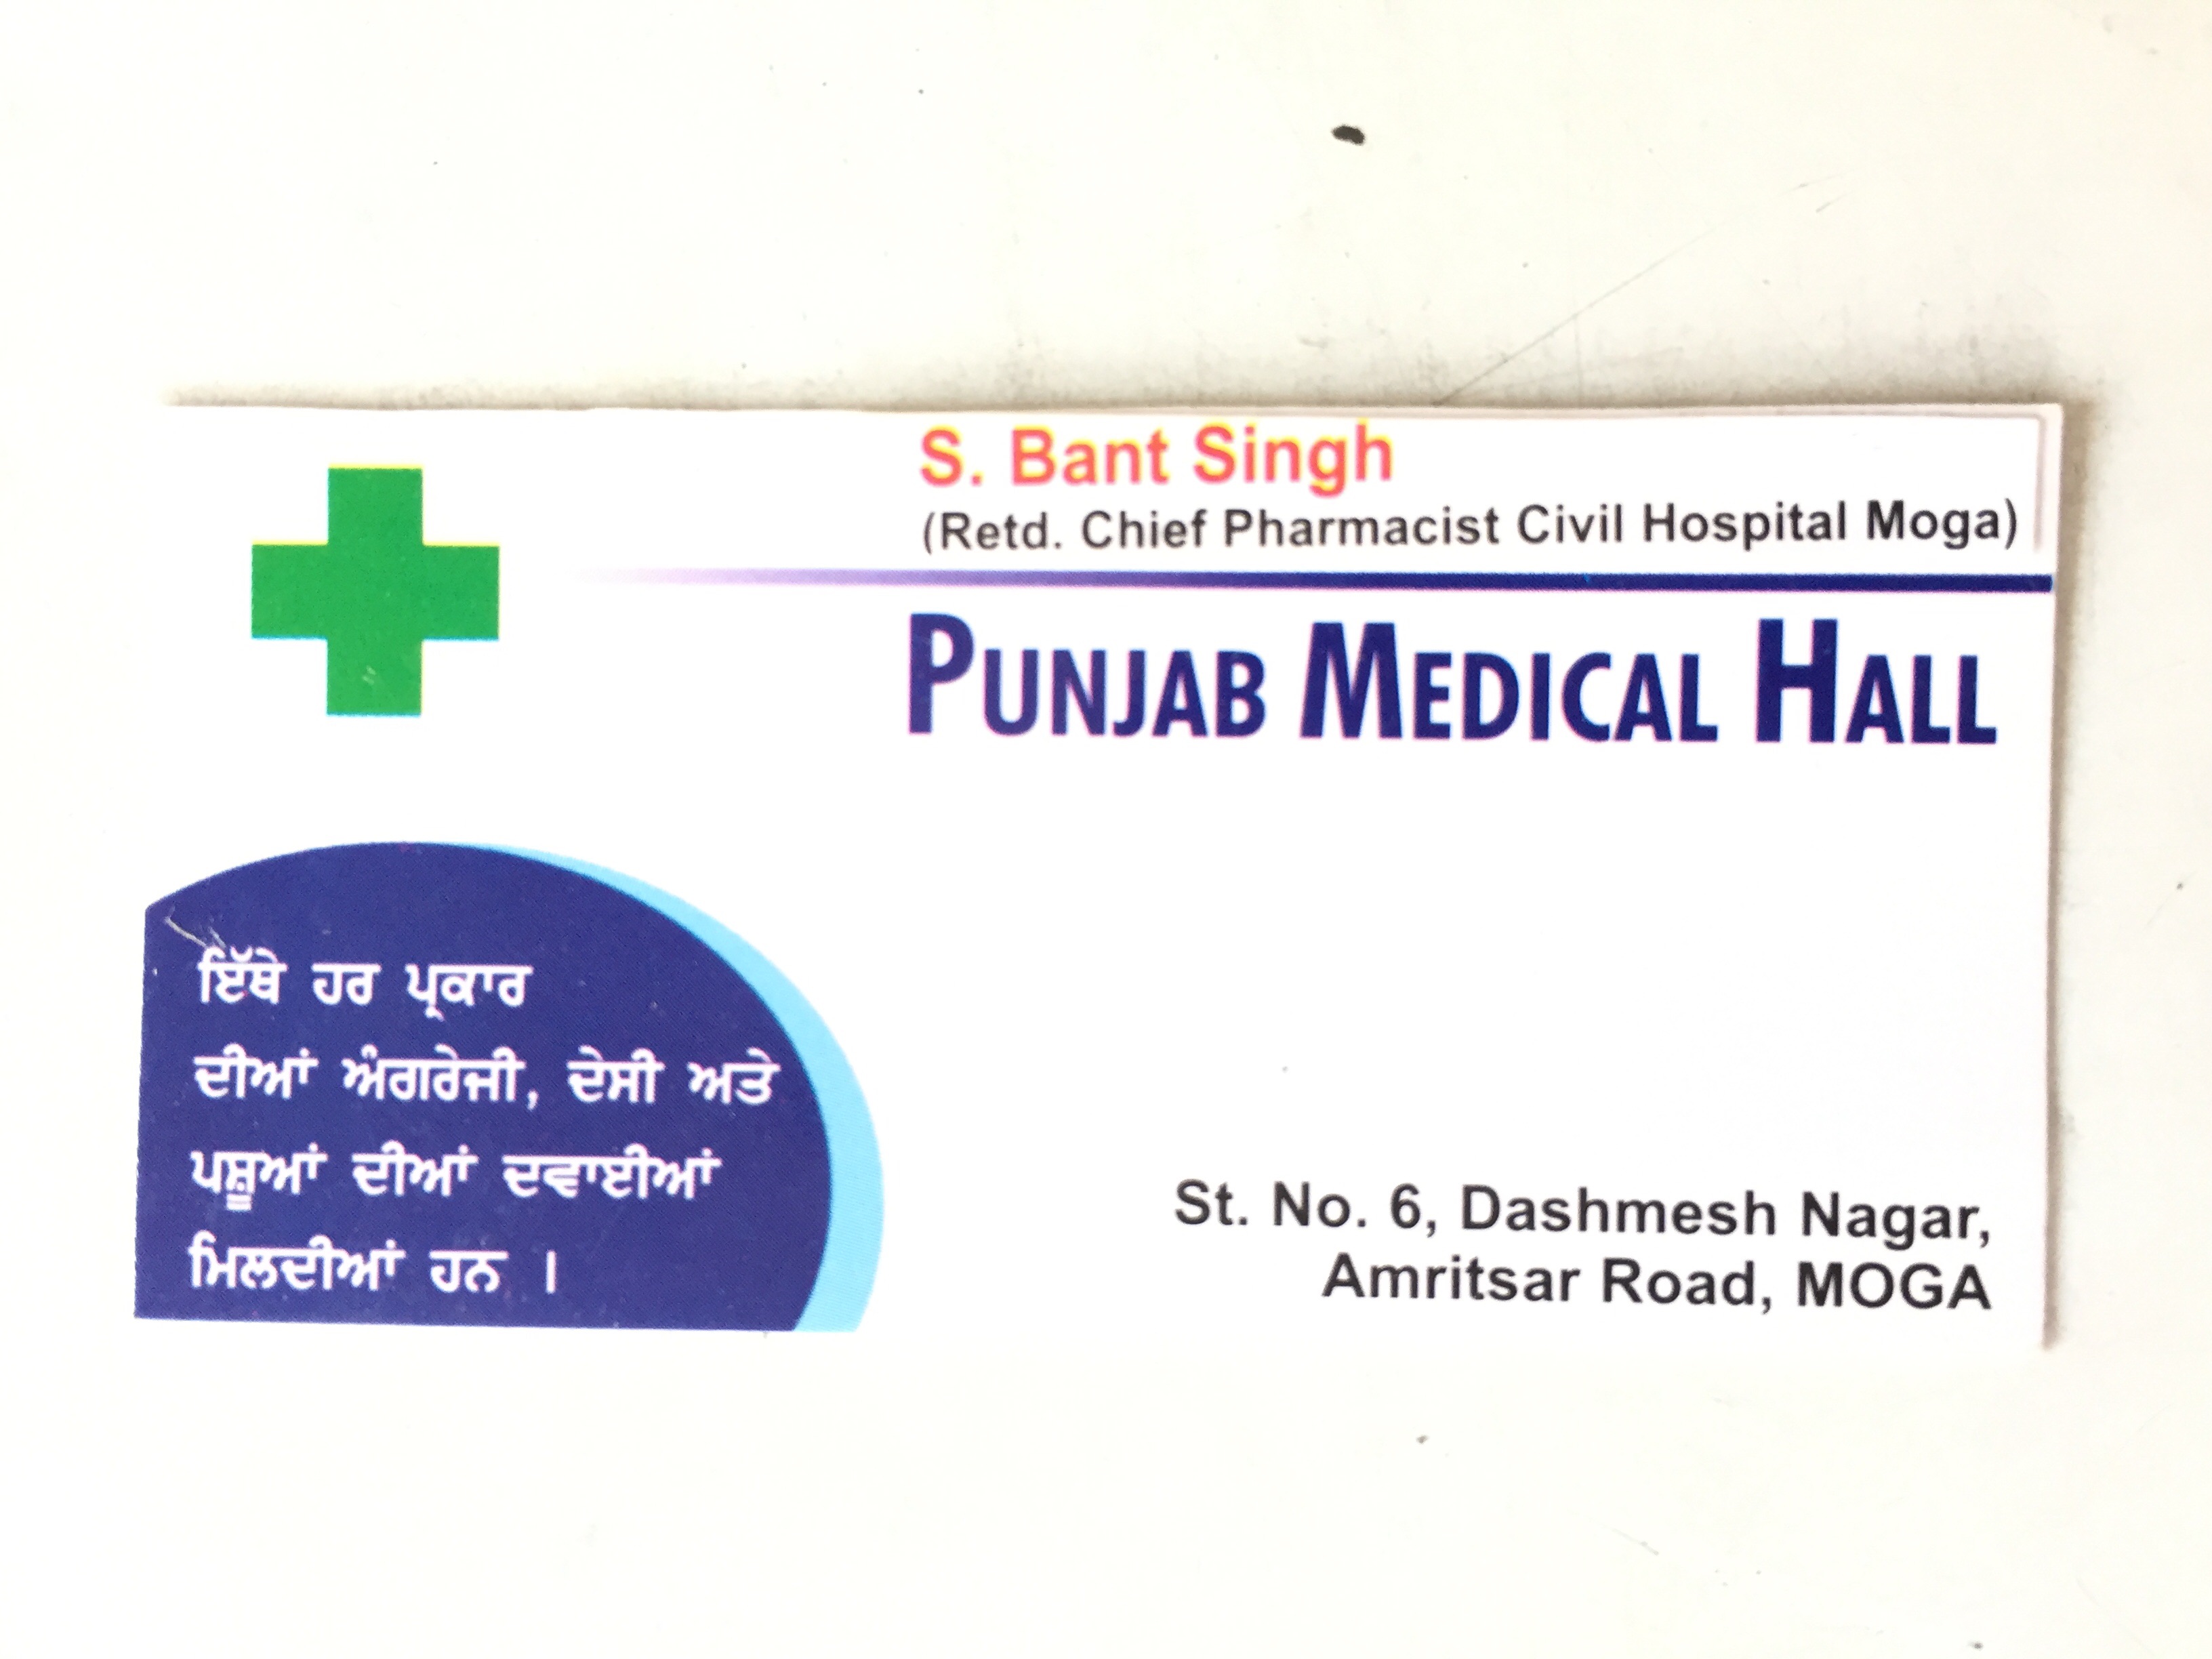 S. Bant Singh
(Retd. Chief Pharmacist Civil Hospital Moga)
PUNJAB MEDICAL HALL
ਇੱਥੇ ਹਰ ਪ੍ਰਕਾਰ
ਦੀਆਂ ਅੰਗਰੇਜੀ, ਦੇਸੀ ਅਤੇ
ਪਸ਼ੂਆਂ ਦੀਆਂ ਦਵਾਈਆਂ
ਮਿਲਦੀਆਂ ਹਨ ।
St. No. 6, Dashmesh Nagar,
Amritsar Road, MOGA